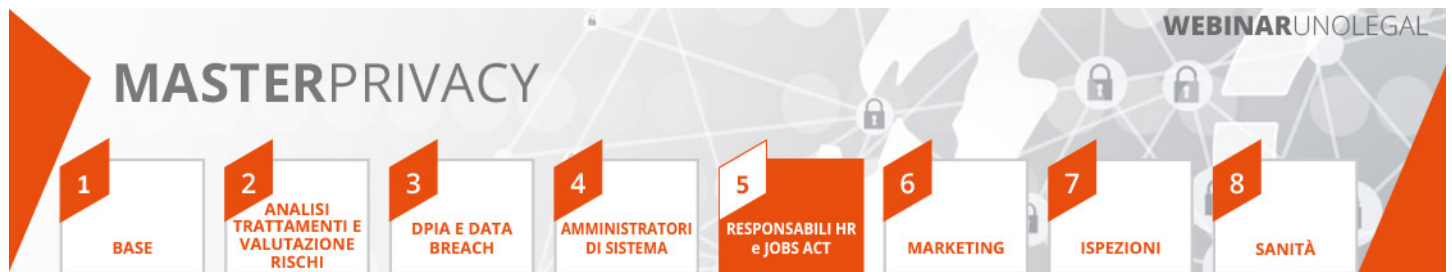 WEBINARUNOLEGAL
MASTERPRIVACY
1
BASE
2
ANALISI
TRATTAMENTI E
VALUTAZIONE
RISCHI
3
DPIA E DATA
BREACH
4
AMMINISTRATORI
DI SISTEMA
5
RESPONSABILI HR
e JOBS ACT
6
MARKETING
7
ISPEZIONI
8
SANITÀ